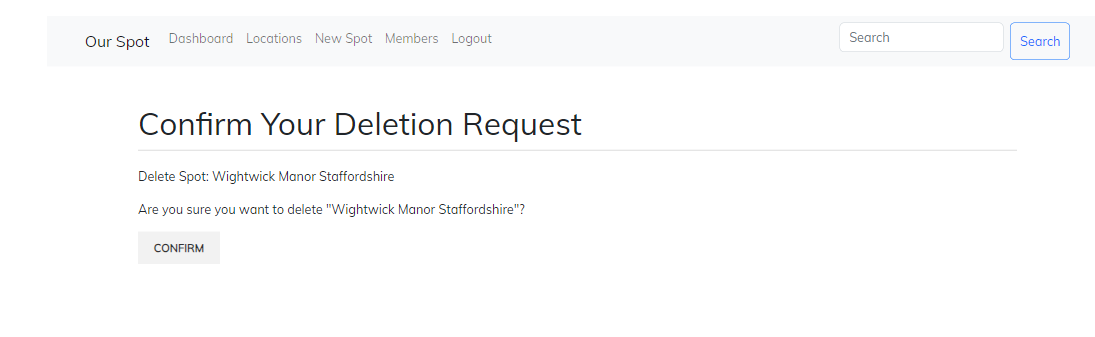 Our Spot Dashboard Locations New Spot Members Logout Search Search
Confirm Your Deletion Request
Delete Spot: Wightwick Manor Staffordshire
Are you sure you want to delete "Wightwick Manor Staffordshire"?
CONFIRM